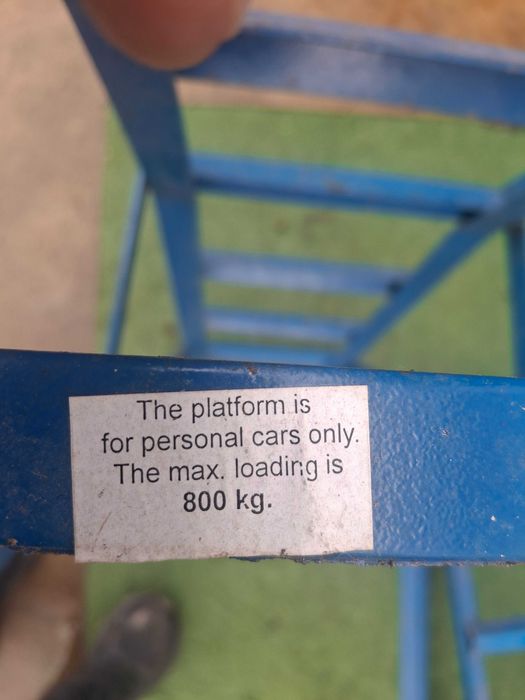 The platform is
for personal cars only.
The max. loading is
800 kg.